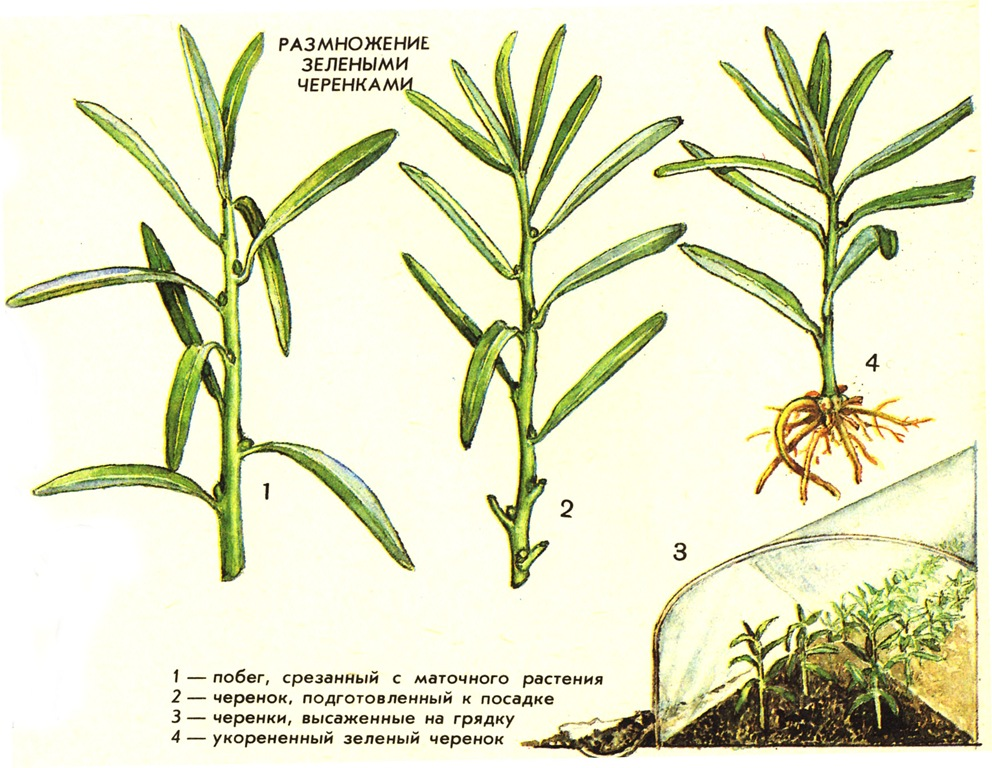 РАЗМНОЖЕНИЕ
ЗЕЛЕНЫМИ
ЧЕРЕНКАМИ
1
2
3
4
1 — побег, срезанный с маточного растения
2 — черенок, подготовленный к посадке
3 — черенки, высаженные на грядку
4 — укорененный зеленый черенок